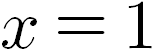 x = 1